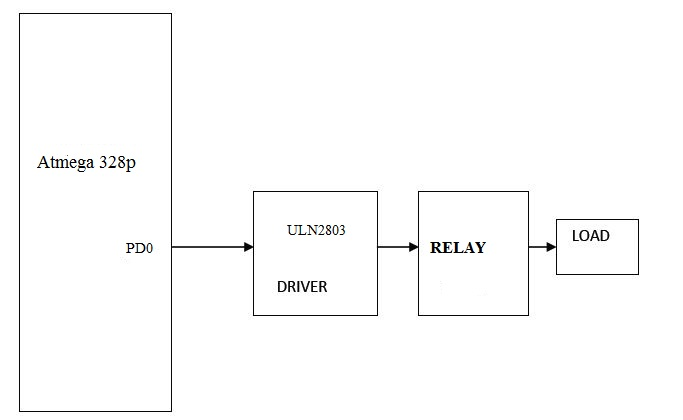 Atmega 328p
PD0
ULN2803
DRIVER
RELAY
LOAD